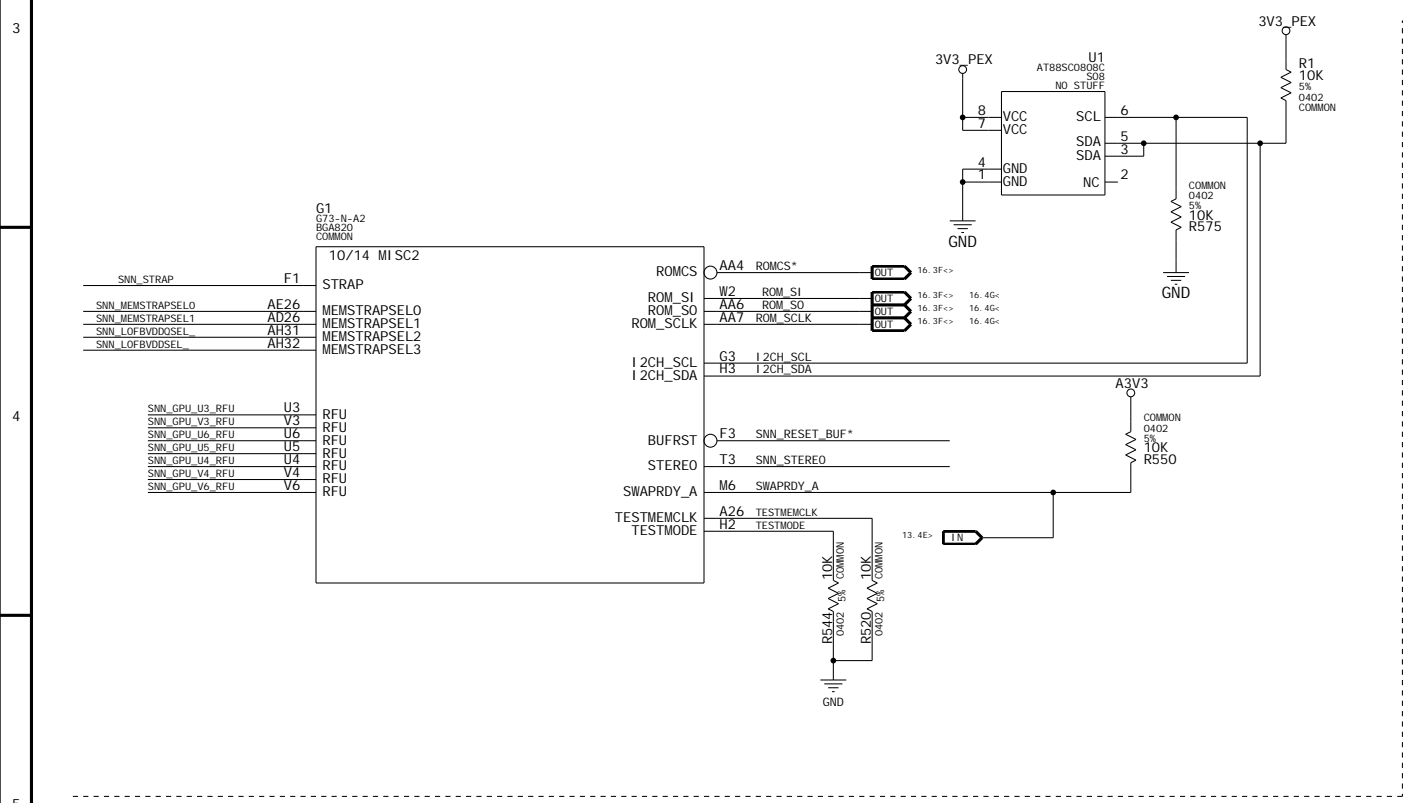 3
3V3_PEX
3V3_PEX
U1
AT88SC0808C
SO8
NO STUFF
R1
10K
5%
0402
COMMON
8 VCC SCL 6
7 VCC
SDA 5
SDA 3
4 GND
1 GND
NC 2
GND
COMMON
0402
5%
10K
R575
GND
G1
G73-N-A2
BGA820
COMMON
10/14 MISC2
SNN_STRAP F1 STRAP
SNN_MEMSTRAPSEL0 AE26 MEMSTRAPSEL0
SNN_MEMSTRAPSEL1 AD26 MEMSTRAPSEL1
SNN_LOFBVDDQSEL_ AH31 MEMSTRAPSEL2
SNN_LOFBVDDSEL_ AH32 MEMSTRAPSEL3
ROMCS AA4 ROMCS* OUT 16.3F<>
ROM_SI W2 ROM_SI OUT 16.3F<> 16.4G<
ROM_SO AA6 ROM_SO OUT 16.3F<> 16.4G<
ROM_SCLK AA7 ROM_SCLK OUT 16.3F<> 16.4G<
I2CH_SCL G3 I2CH_SCL
I2CH_SDA H3 I2CH_SDA
4
SNN_GPU_U3_RFU U3 RFU
SNN_GPU_V3_RFU V3 RFU
SNN_GPU_U6_RFU U6 RFU
SNN_GPU_U5_RFU U5 RFU
SNN_GPU_U4_RFU U4 RFU
SNN_GPU_V4_RFU V4 RFU
SNN_GPU_V6_RFU V6 RFU
BUFRST F3 SNN_RESET_BUF*
STEREO T3 SNN_STEREO
SWAPRDY_A M6 SWAPRDY_A
TESTMEMCLK A26 TESTMEMCLK
TESTMODE H2 TESTMODE
A3V3
COMMON
0402
5%
10K
R550
13.4E> IN
R544 10K
0402 5% COMMON
R520 10K
0402 5% COMMON
GND
5